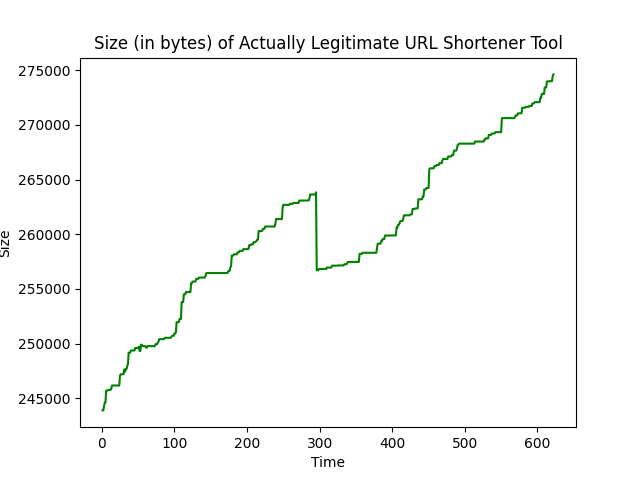 Size (in bytes) of Actually Legitimate URL Shortener Tool
275000
270000
265000
260000
255000
250000
245000
Size
0 100 200 300 400 500 600
Time